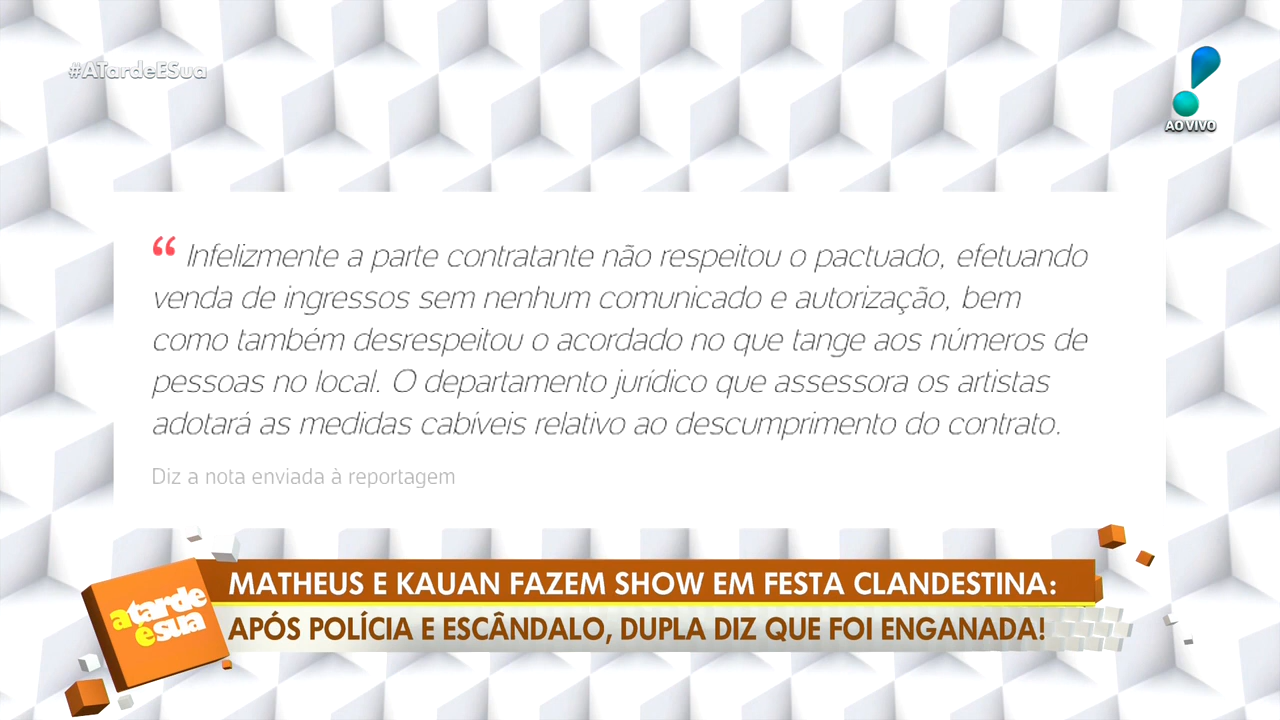 #ATardeÉSua
AO VIVO
“ Infelizmente a parte contratante não respeitou o pactuado, efetuando
venda de ingressos sem nenhum comunicado e autorização, bem
como também desrespeitou o acordado no que tange aos números de
pessoas no local. O departamento jurídico que assessora os artistas
adotará as medidas cabíveis relativo ao descumprimento do contrato.
Diz a nota enviada à reportagem
MATHEUS E KAUAN FAZEM SHOW EM FESTA CLANDESTINA:
APÓS POLÍCIA E ESCÂNDALO, DUPLA DIZ QUE FOI ENGANADA!
a tarde
é sua